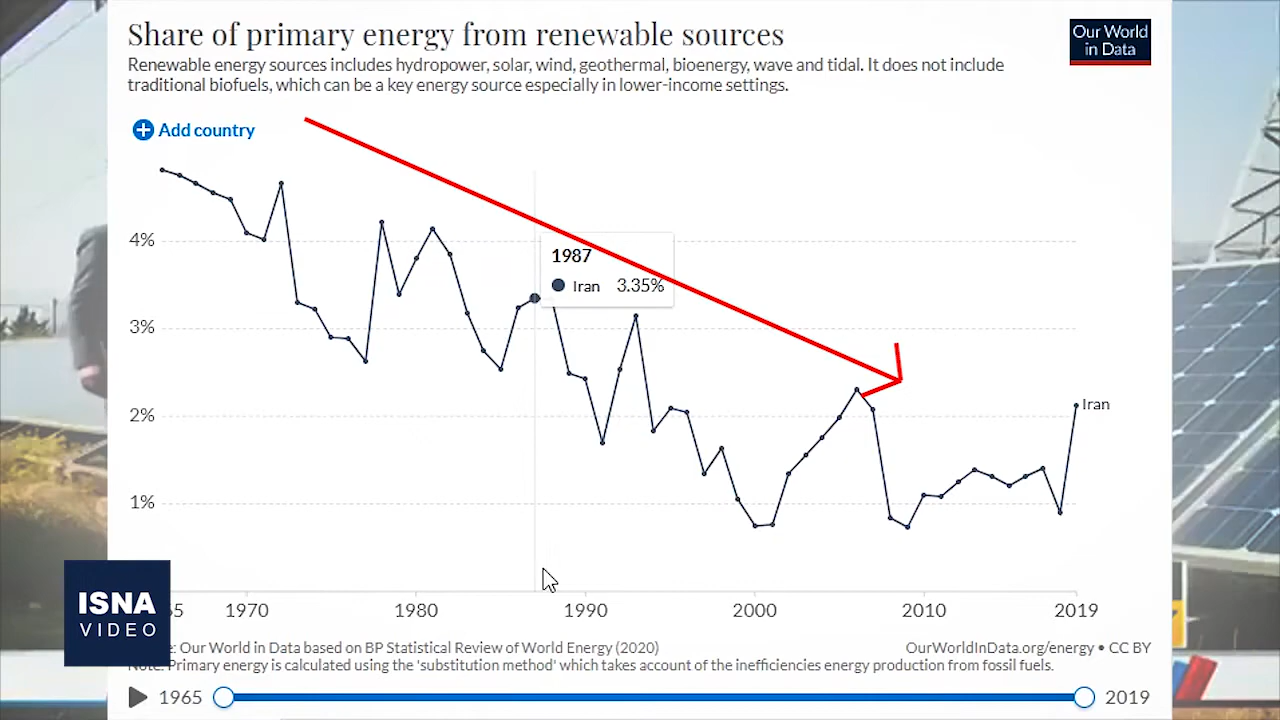 Share of primary energy from renewable sources
Our World
in Data
Renewable energy sources includes hydropower, solar, wind, geothermal, bioenergy, wave and tidal. It does not include
traditional biofuels, which can be a key energy source especially in lower-income settings.
Add country
4%
3%
2%
1%
1987
Iran 3.35%
Iran
65 1970 1980 1990 2000 2010 2019
ISNA
VIDEO
: Our World in Data based on BP Statistical Review of World Energy (2020)
OurWorldInData.org/energy • CC BY
Note: Primary energy is calculated using the 'substitution method' which takes account of the inefficiencies energy production from fossil fuels.
1965 2019